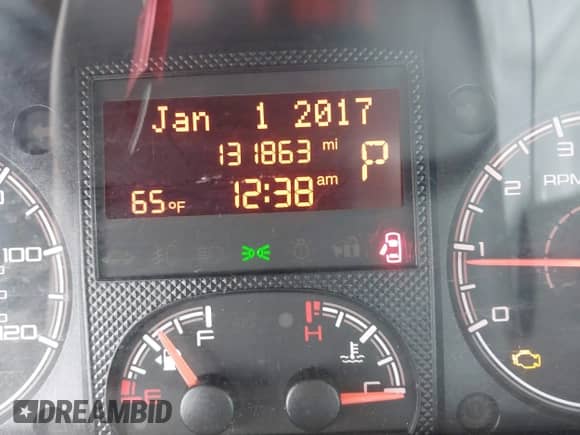 Jan 1 2017
131863 mi
P
65°F
12:38 am
100
120
3
2
RPM
1
0
F
E
H
C
DREAMBID